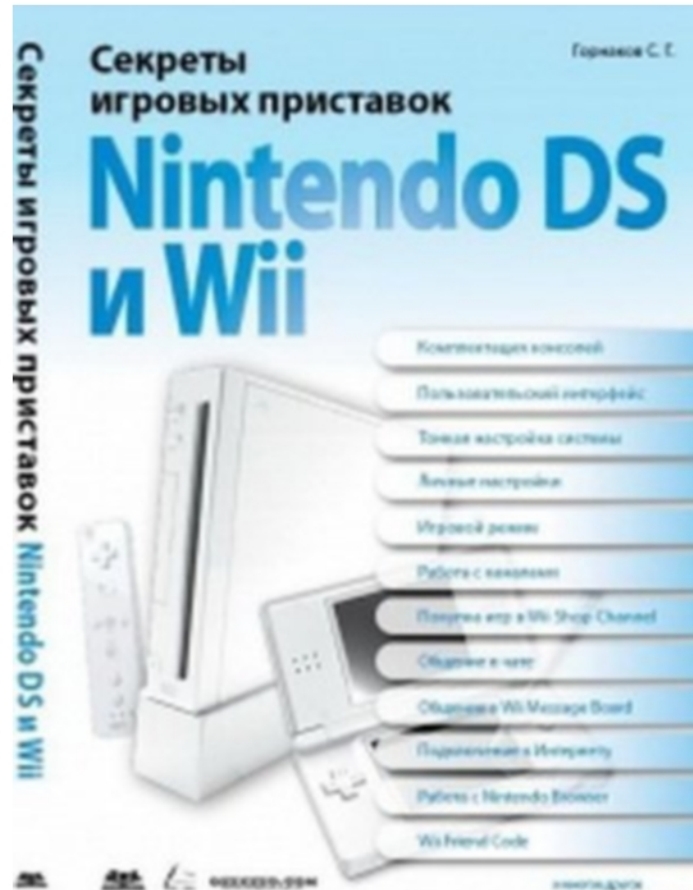 Секреты игровых приставок Nintendo DS и Wii
Горнаков С. Г.
Секреты
игровых приставок
Nintendo DS
и Wii
Комплектация консолей
Пользовательский интерфейс
Тонкая настройка системы
Личные настройки
Игровой режим
Работа с каналами
Покупка игр в Wii Shop Channel
Общение в чате
Общение в Wii Message Board
Подключение к Интернету
Работа с Nintendo Browser
Wii Friend Code
и многое другое